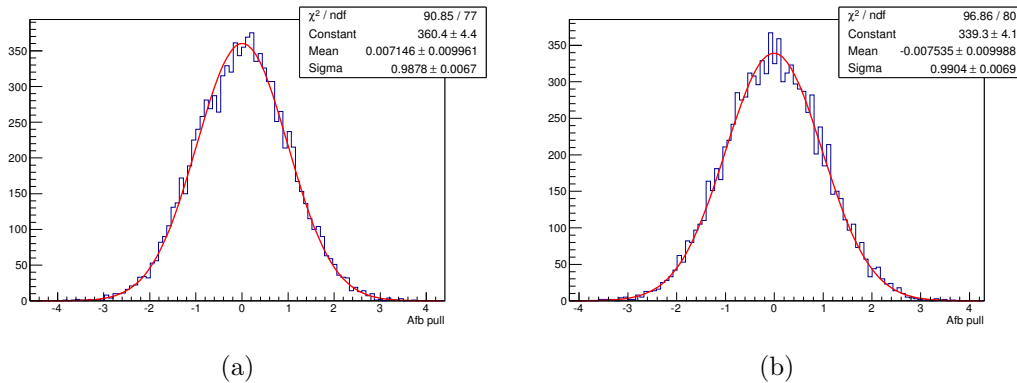 χ² / ndf 90.85 / 77
Constant 360.4 ± 4.4
Mean 0.007146 ± 0.009961
Sigma 0.9878 ± 0.0067
350
300
250
200
150
100
50
0
-4 -3 -2 -1 0 1 2 3 4
Afb pull
(a)
χ² / ndf 96.86 / 80
Constant 339.3 ± 4.1
Mean -0.007535 ± 0.009988
Sigma 0.9904 ± 0.0069
350
300
250
200
150
100
50
0
-4 -3 -2 -1 0 1 2 3 4
Afb pull
(b)